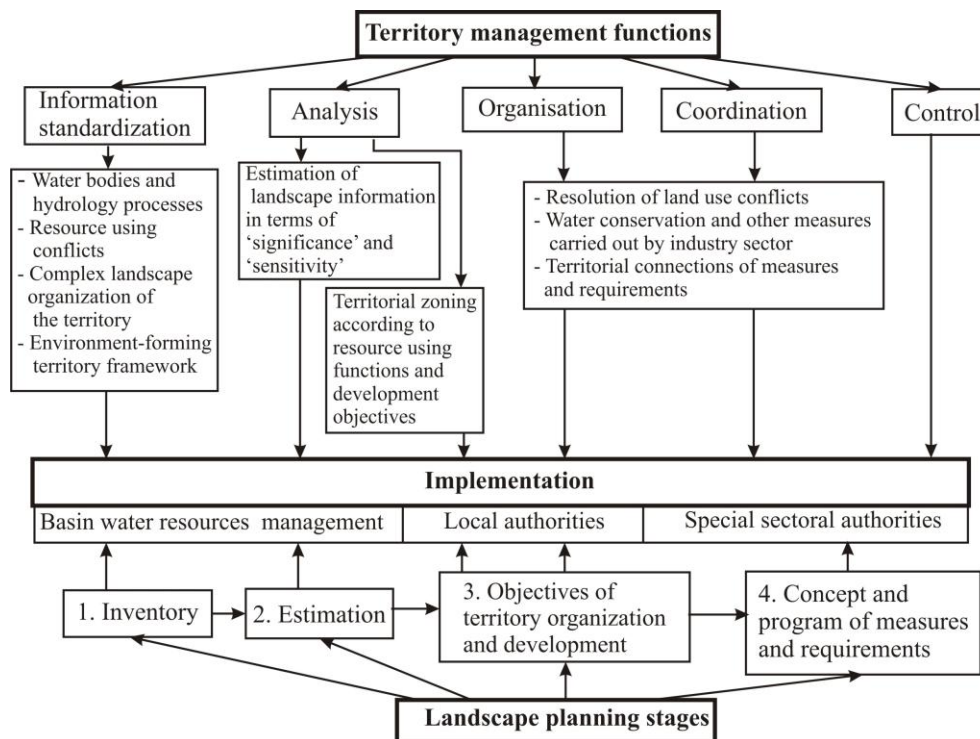 Territory management functions
Information
standardization
Analysis
Organisation
Coordination
Control
- Water bodies and
hydrology processes
- Resource using
conflicts
- Complex landscape
organization of
the territory
- Environment-forming
territory framework
Estimation of
landscape information
in terms of
‘significance’ and
‘sensitivity’
Territorial zoning
according to
resource using
functions and
development
objectives
- Resolution of land use conflicts
- Water conservation and other measures
carried out by industry sector
- Territorial connections of measures
and requirements
Implementation
Basin water resources management
Local authorities
Special sectoral authorities
1. Inventory
2. Estimation
3. Objectives of
territory organization
and development
4. Concept and
program of measures
and requirements
Landscape planning stages